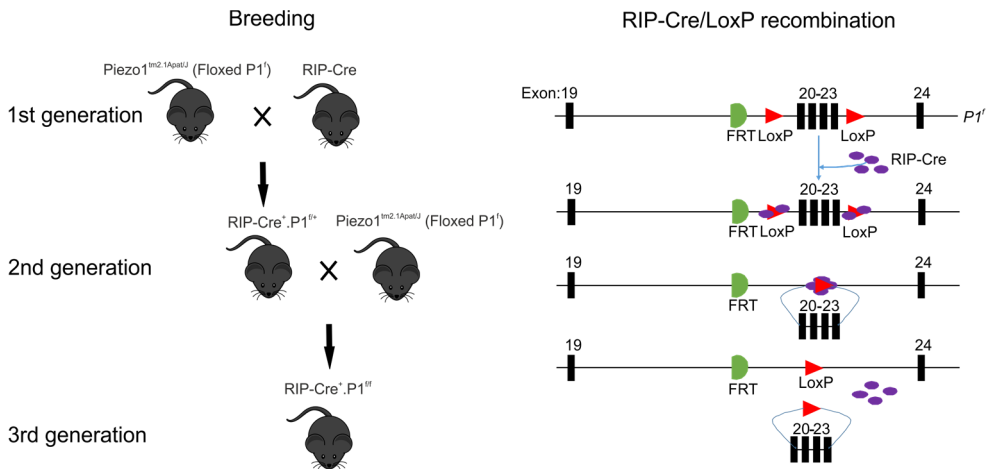 Breeding
Piezo1tm2.1Apat/J (Floxed P1f)
RIP-Cre
1st generation
RIP-Cre+.P1f/+
Piezo1tm2.1Apat/J (Floxed P1f)
2nd generation
RIP-Cre+.P1f/f
3rd generation
RIP-Cre/LoxP recombination
Exon:19
20-23
24
FRT
LoxP
LoxP
P1f
RIP-Cre
19
20-23
24
FRT
LoxP
LoxP
19
24
FRT
20-23
19
24
FRT
LoxP
20-23